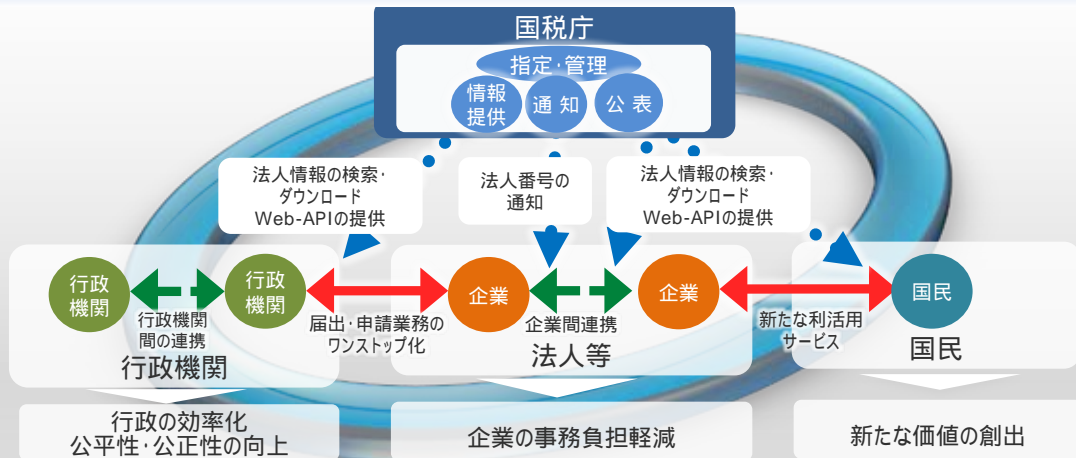 国税庁
指定・管理
情報
提供
通 知
公 表
法人情報の検索・
ダウンロード
Web-APIの提供
法人番号の
通知
法人情報の検索・
ダウンロード
Web-APIの提供
行政
機関
行政
機関
企業
企業
国民
行政機関
間の連携
届出・申請業務の
ワンストップ化
企業間連携
新たな利活用
サービス
行政機関
法人等
国民
行政の効率化
公平性・公正性の向上
企業の事務負担軽減
新たな価値の創出